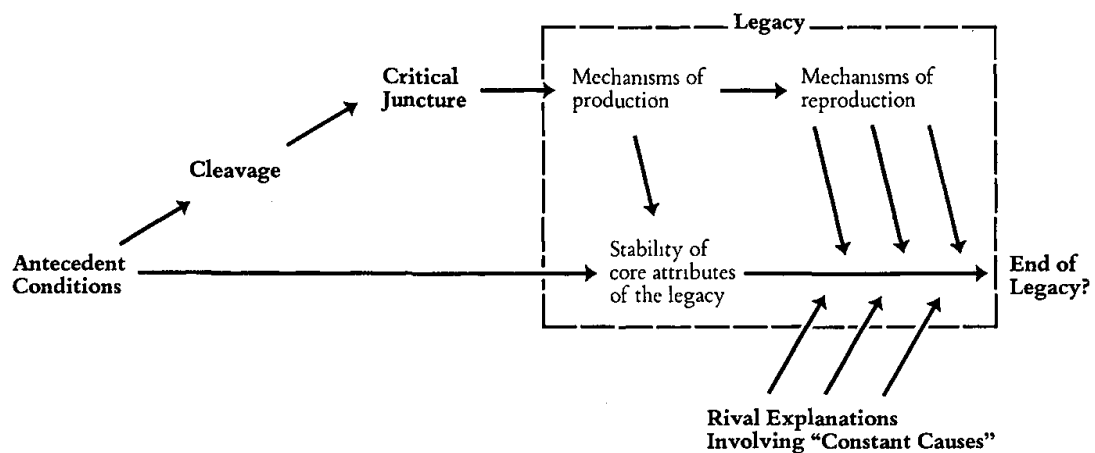 Legacy
Critical
Juncture
Mechanisms of
production
Mechanisms of
reproduction
Cleavage
Antecedent
Conditions
Stability of
core attributes
of the legacy
End of
Legacy?
Rival Explanations
Involving “Constant Causes”